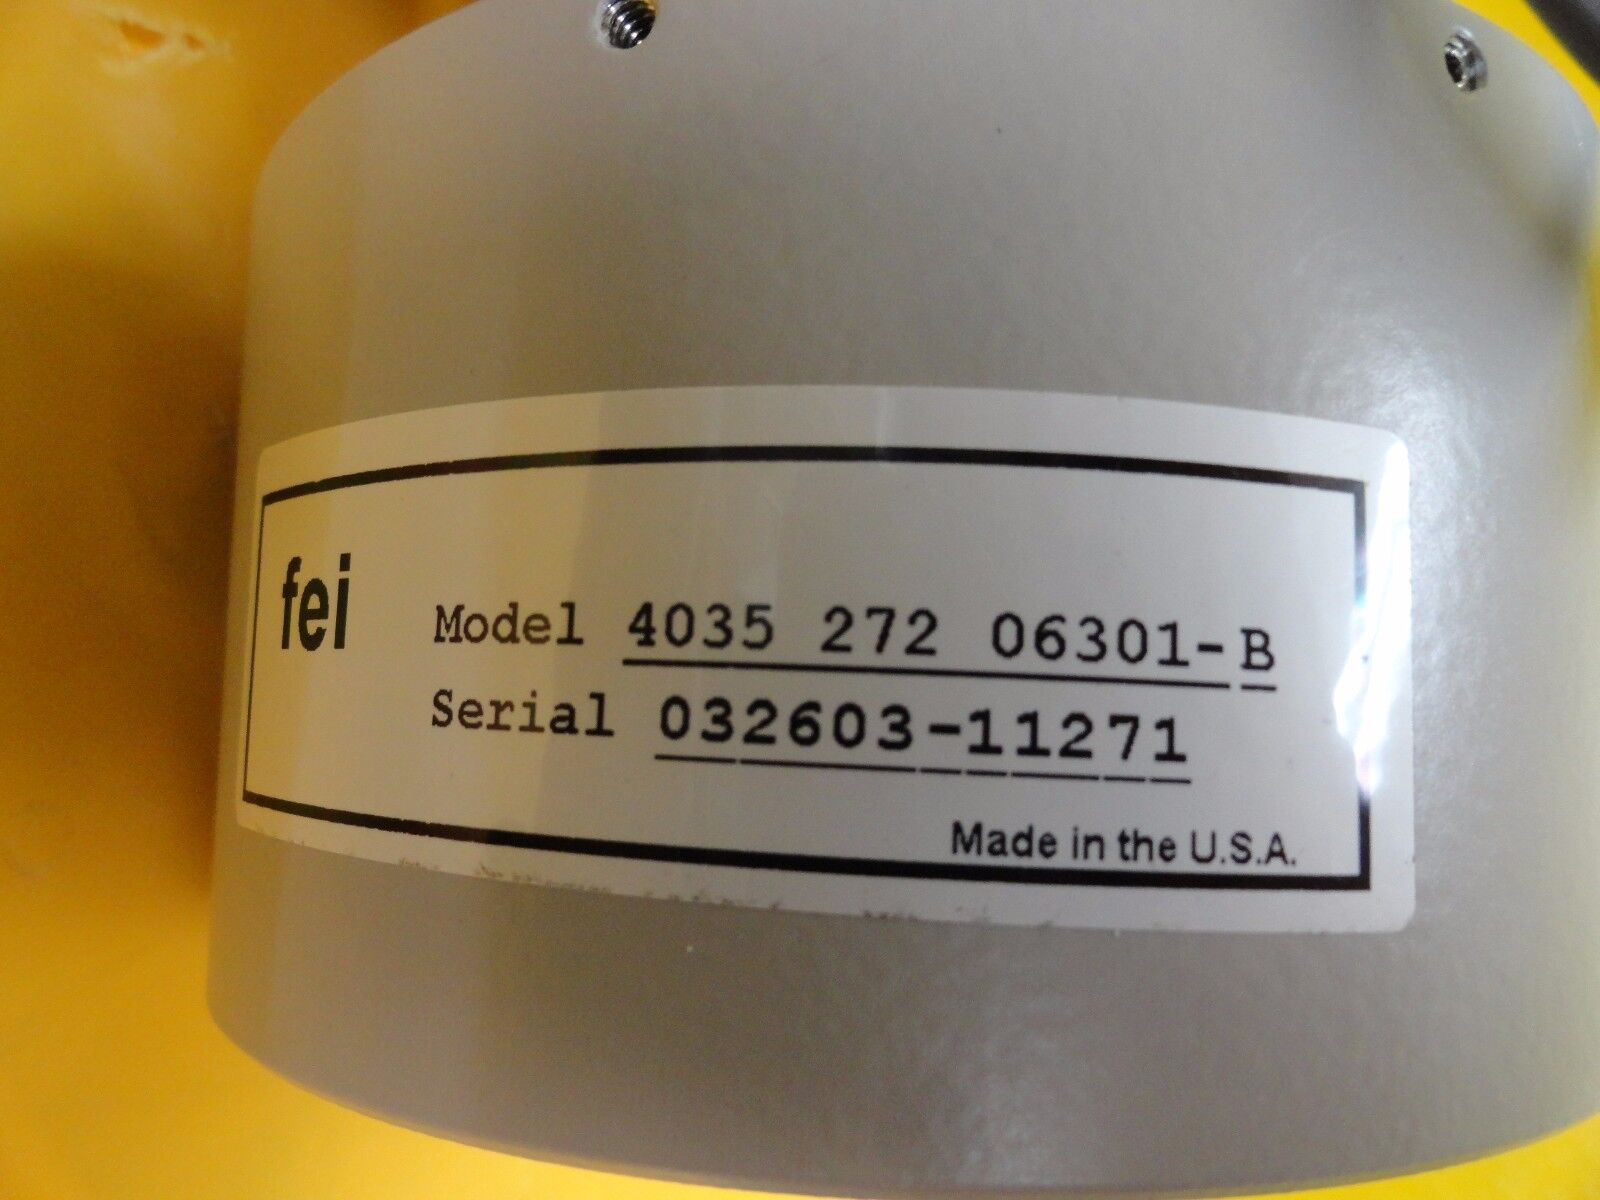 fei
Model 4035 272 06301-B
Serial 032603-11271
Made in the U.S.A.